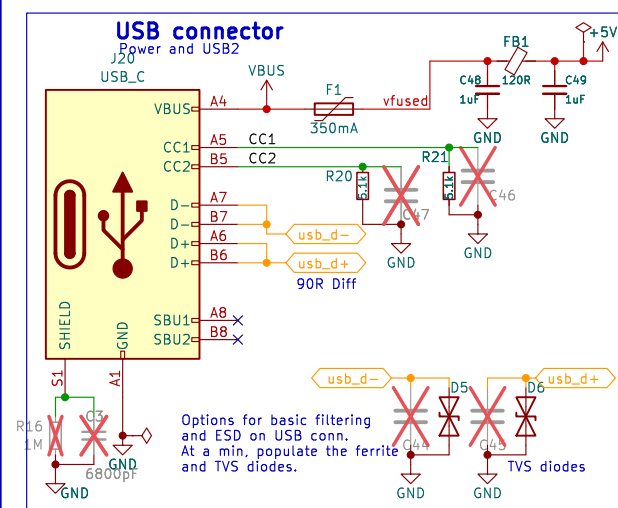 USB connector
Power and USB2
J20
USB_C
VBUS
A4
VBUS
F1
350mA
vfused
C48
1uF
GND
FB1
120R
+5V
C49
1uF
GND
CC1
A5
CC1
CC2
B5
CC2
R20
5.1k
C47
GND
R21
5.1k
C46
GND
D-
A7
D-
B7
usb_d-
D+
A6
D+
B6
usb_d+
90R Diff
SBU1
A8
SBU2
B8
SHIELD
GND
S1
A1
R16
1M
C3
6800pF
GND
GND
Options for basic filtering
and ESD on USB conn.
At a min, populate the ferrite
and TVS diodes.
usb_d-
D5
C44
GND
D6
usb_d+
C45
GND
TVS diodes